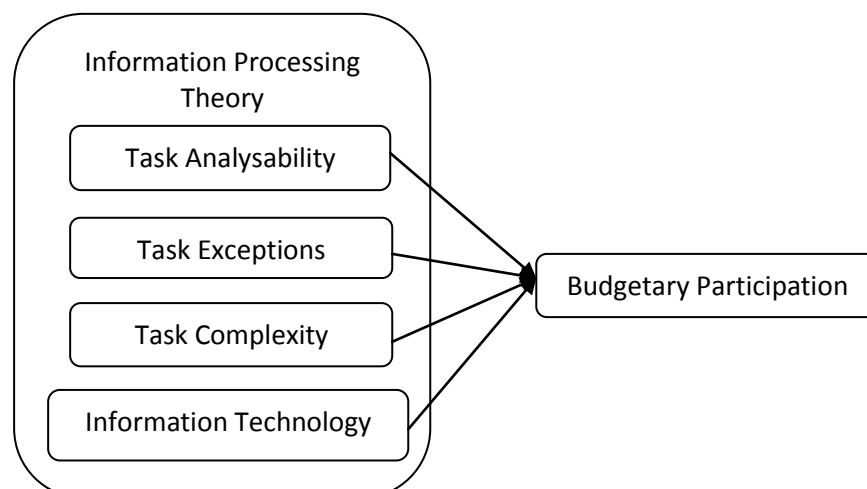 Information Processing
Theory
Task Analysability
Task Exceptions
Budgetary Participation
Task Complexity
Information Technology